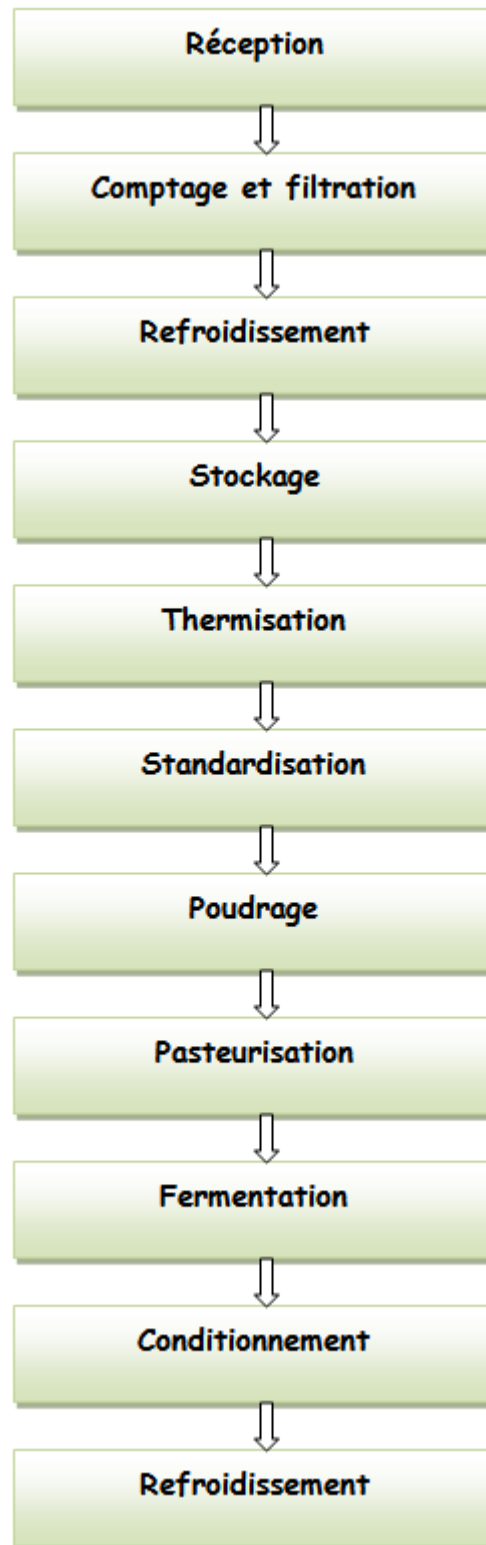 Réception
Comptage et filtration
Refroidissement
Stockage
Thermisation
Standardisation
Poudrage
Pasteurisation
Fermentation
Conditionnement
Refroidissement